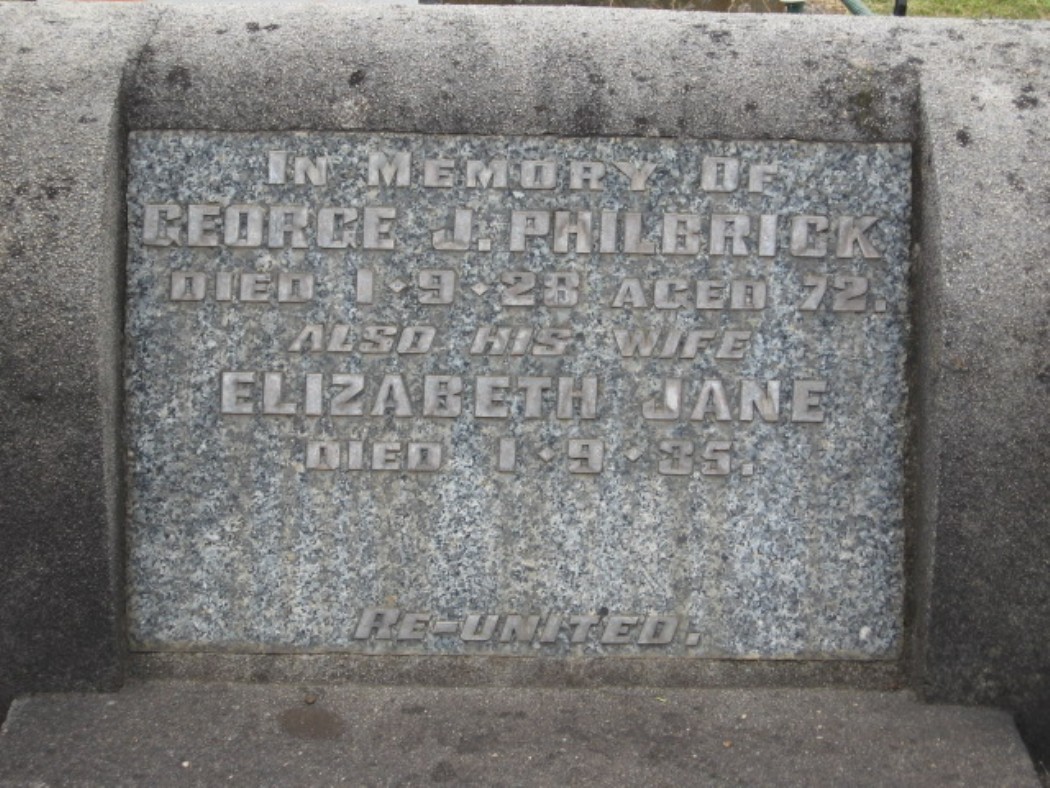 IN MEMORY OF
GEORGE J. PHILBRICK
DIED 1·9·28 AGED 72.
ALSO HIS WIFE
ELIZABETH JANE
DIED 1·9·35.
RE-UNITED.